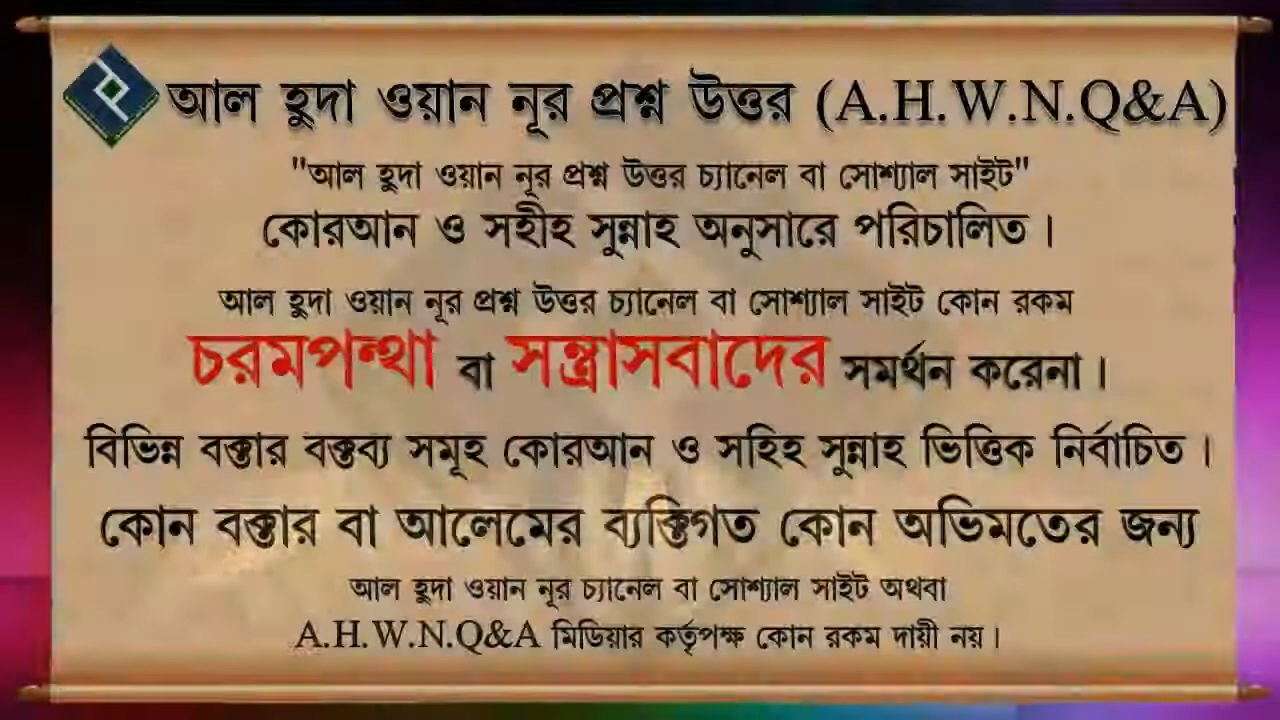 আল হুদা ওয়ান নূর প্রশ্ন উত্তর (A.H.W.N.Q&A)
"আল হুদা ওয়ান নূর প্রশ্ন উত্তর চ্যানেল বা সোশ্যাল সাইট"
কোরআন ও সহীহ সুন্নাহ অনুসারে পরিচালিত।
আল হুদা ওয়ান নূর প্রশ্ন উত্তর চ্যানেল বা সোশ্যাল সাইট কোন রকম
চরমপন্থা বা সন্ত্রাসবাদের সমর্থন করেনা।
বিভিন্ন বক্তার বক্তব্য সমূহ কোরআন ও সহিহ সুন্নাহ ভিত্তিক নির্বাচিত।
কোন বক্তার বা আলেমের ব্যক্তিগত কোন অভিমতের জন্য
আল হুদা ওয়ান নূর চ্যানেল বা সোশ্যাল সাইট অথবা
A.H.W.N.Q&A মিডিয়ার কর্তৃপক্ষ কোন রকম দায়ী নয়।